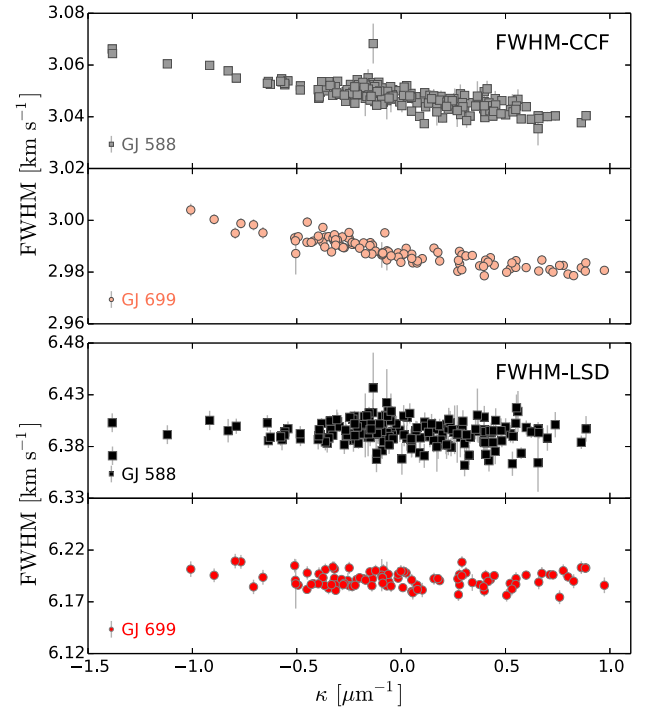 3.08
FWHM-CCF
3.06
3.04
GJ 588
3.02
3.00
2.98
GJ 699
2.96
FWHM [km s⁻¹]
6.48
FWHM-LSD
6.43
6.38
GJ 588
6.33
6.22
6.17
GJ 699
6.12
FWHM [km s⁻¹]
−1.5 −1.0 −0.5 0.0 0.5 1.0
κ [μm⁻¹]